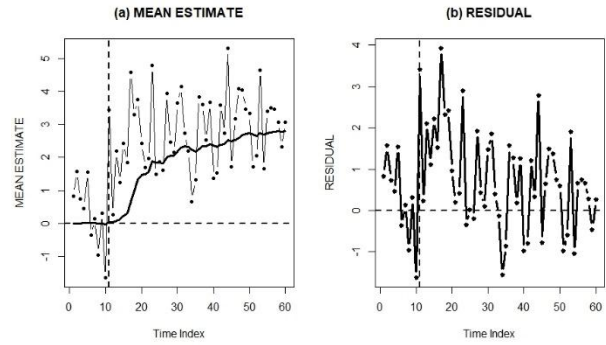 (a) MEAN ESTIMATE
MEAN ESTIMATE
5
4
3
2
1
0
-1
0 10 20 30 40 50 60
Time Index
(b) RESIDUAL
RESIDUAL
4
3
2
1
0
-1
0 10 20 30 40 50 60
Time Index